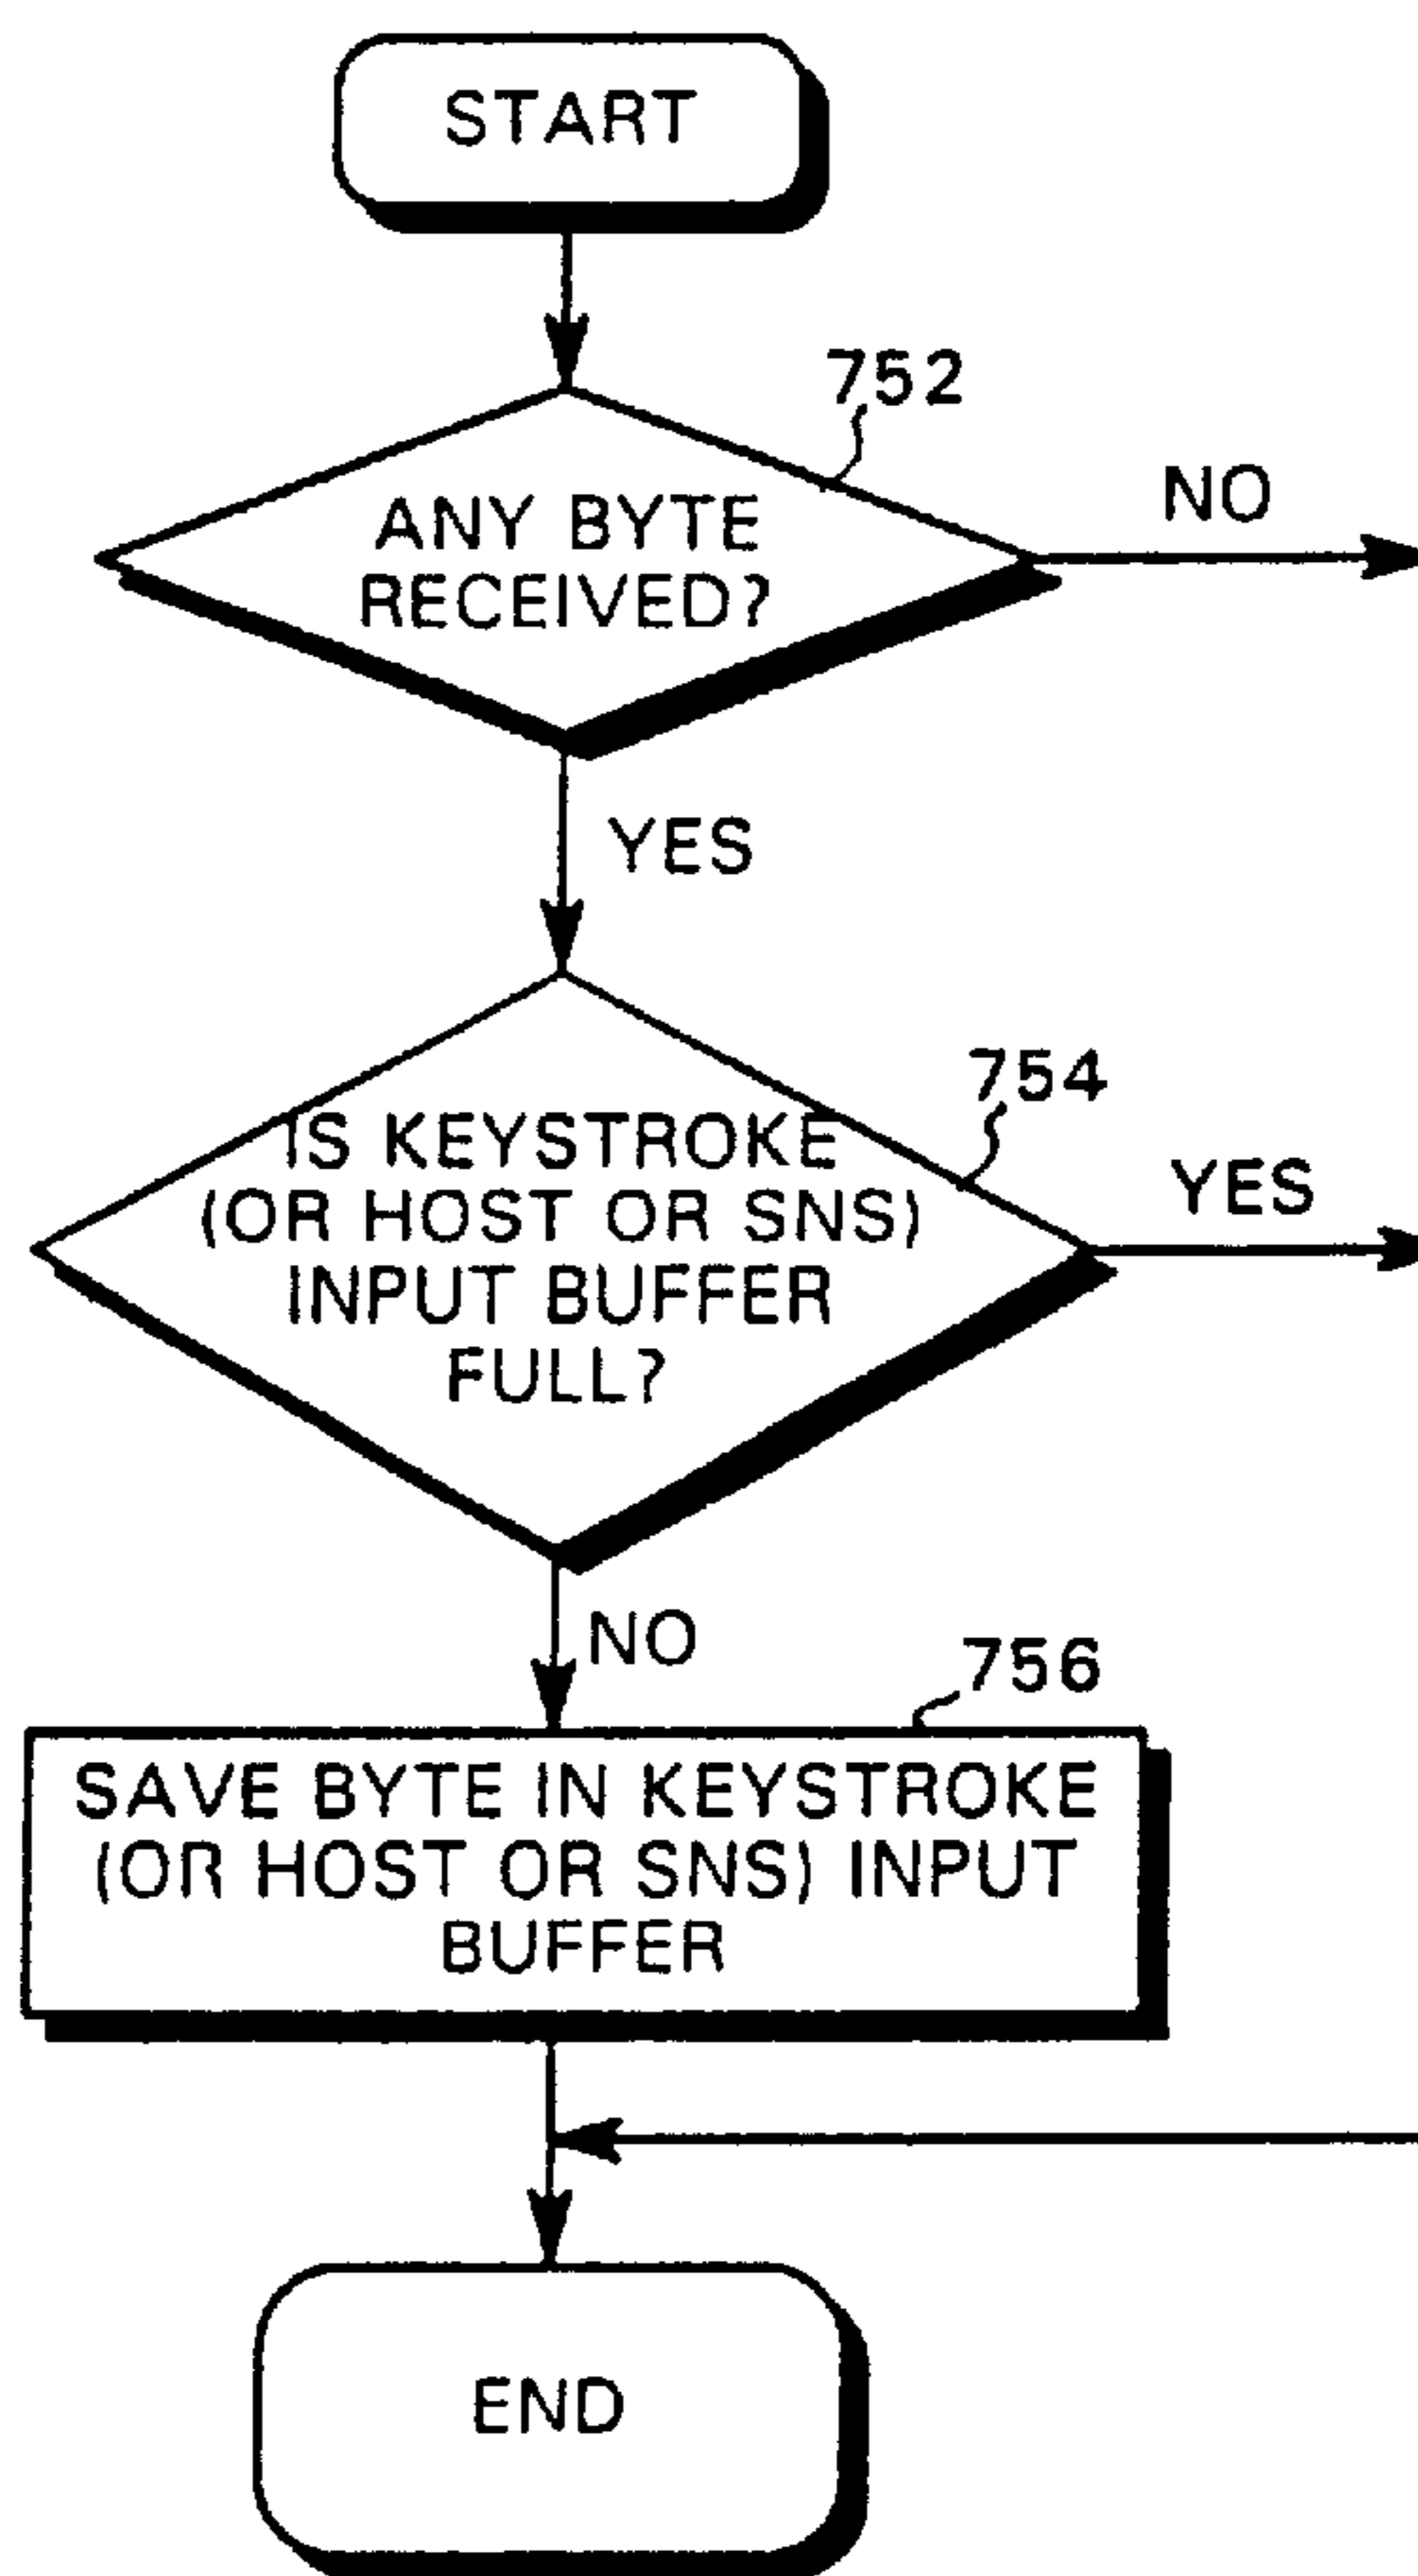 START
752
ANY BYTE
RECEIVED?
NO
YES
754
IS KEYSTROKE
(OR HOST OR SNS)
INPUT BUFFER
FULL?
YES
NO
756
SAVE BYTE IN KEYSTROKE
(OR HOST OR SNS) INPUT
BUFFER
END